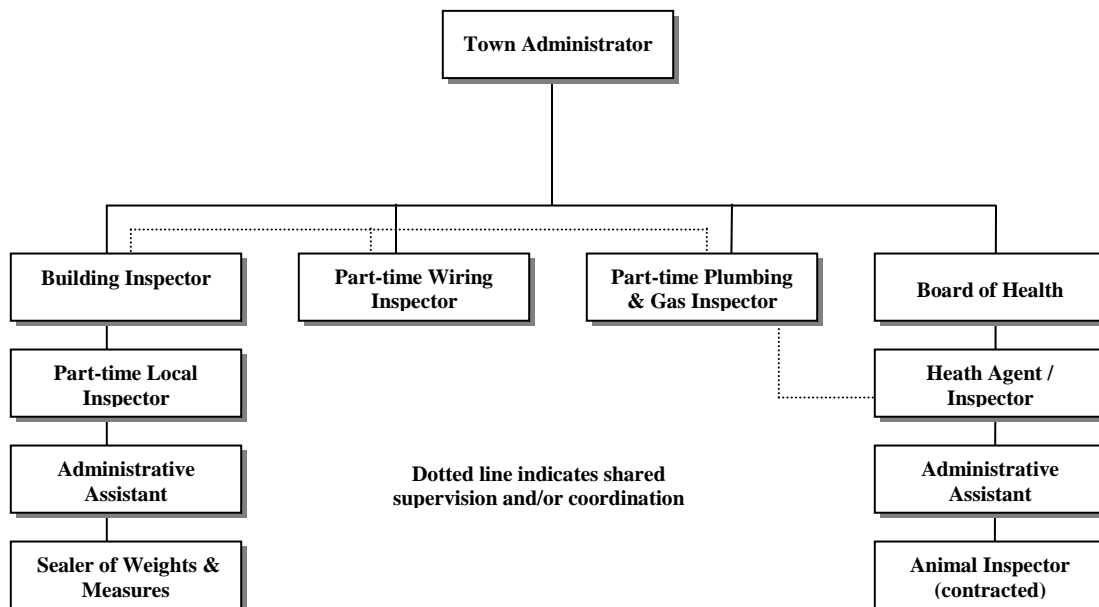 Town Administrator
Building Inspector
Part-time Wiring
Inspector
Part-time Plumbing
& Gas Inspector
Board of Health
Part-time Local
Inspector
Heath Agent /
Inspector
Administrative
Assistant
Dotted line indicates shared
supervision and/or coordination
Administrative
Assistant
Sealer of Weights &
Measures
Animal Inspector
(contracted)